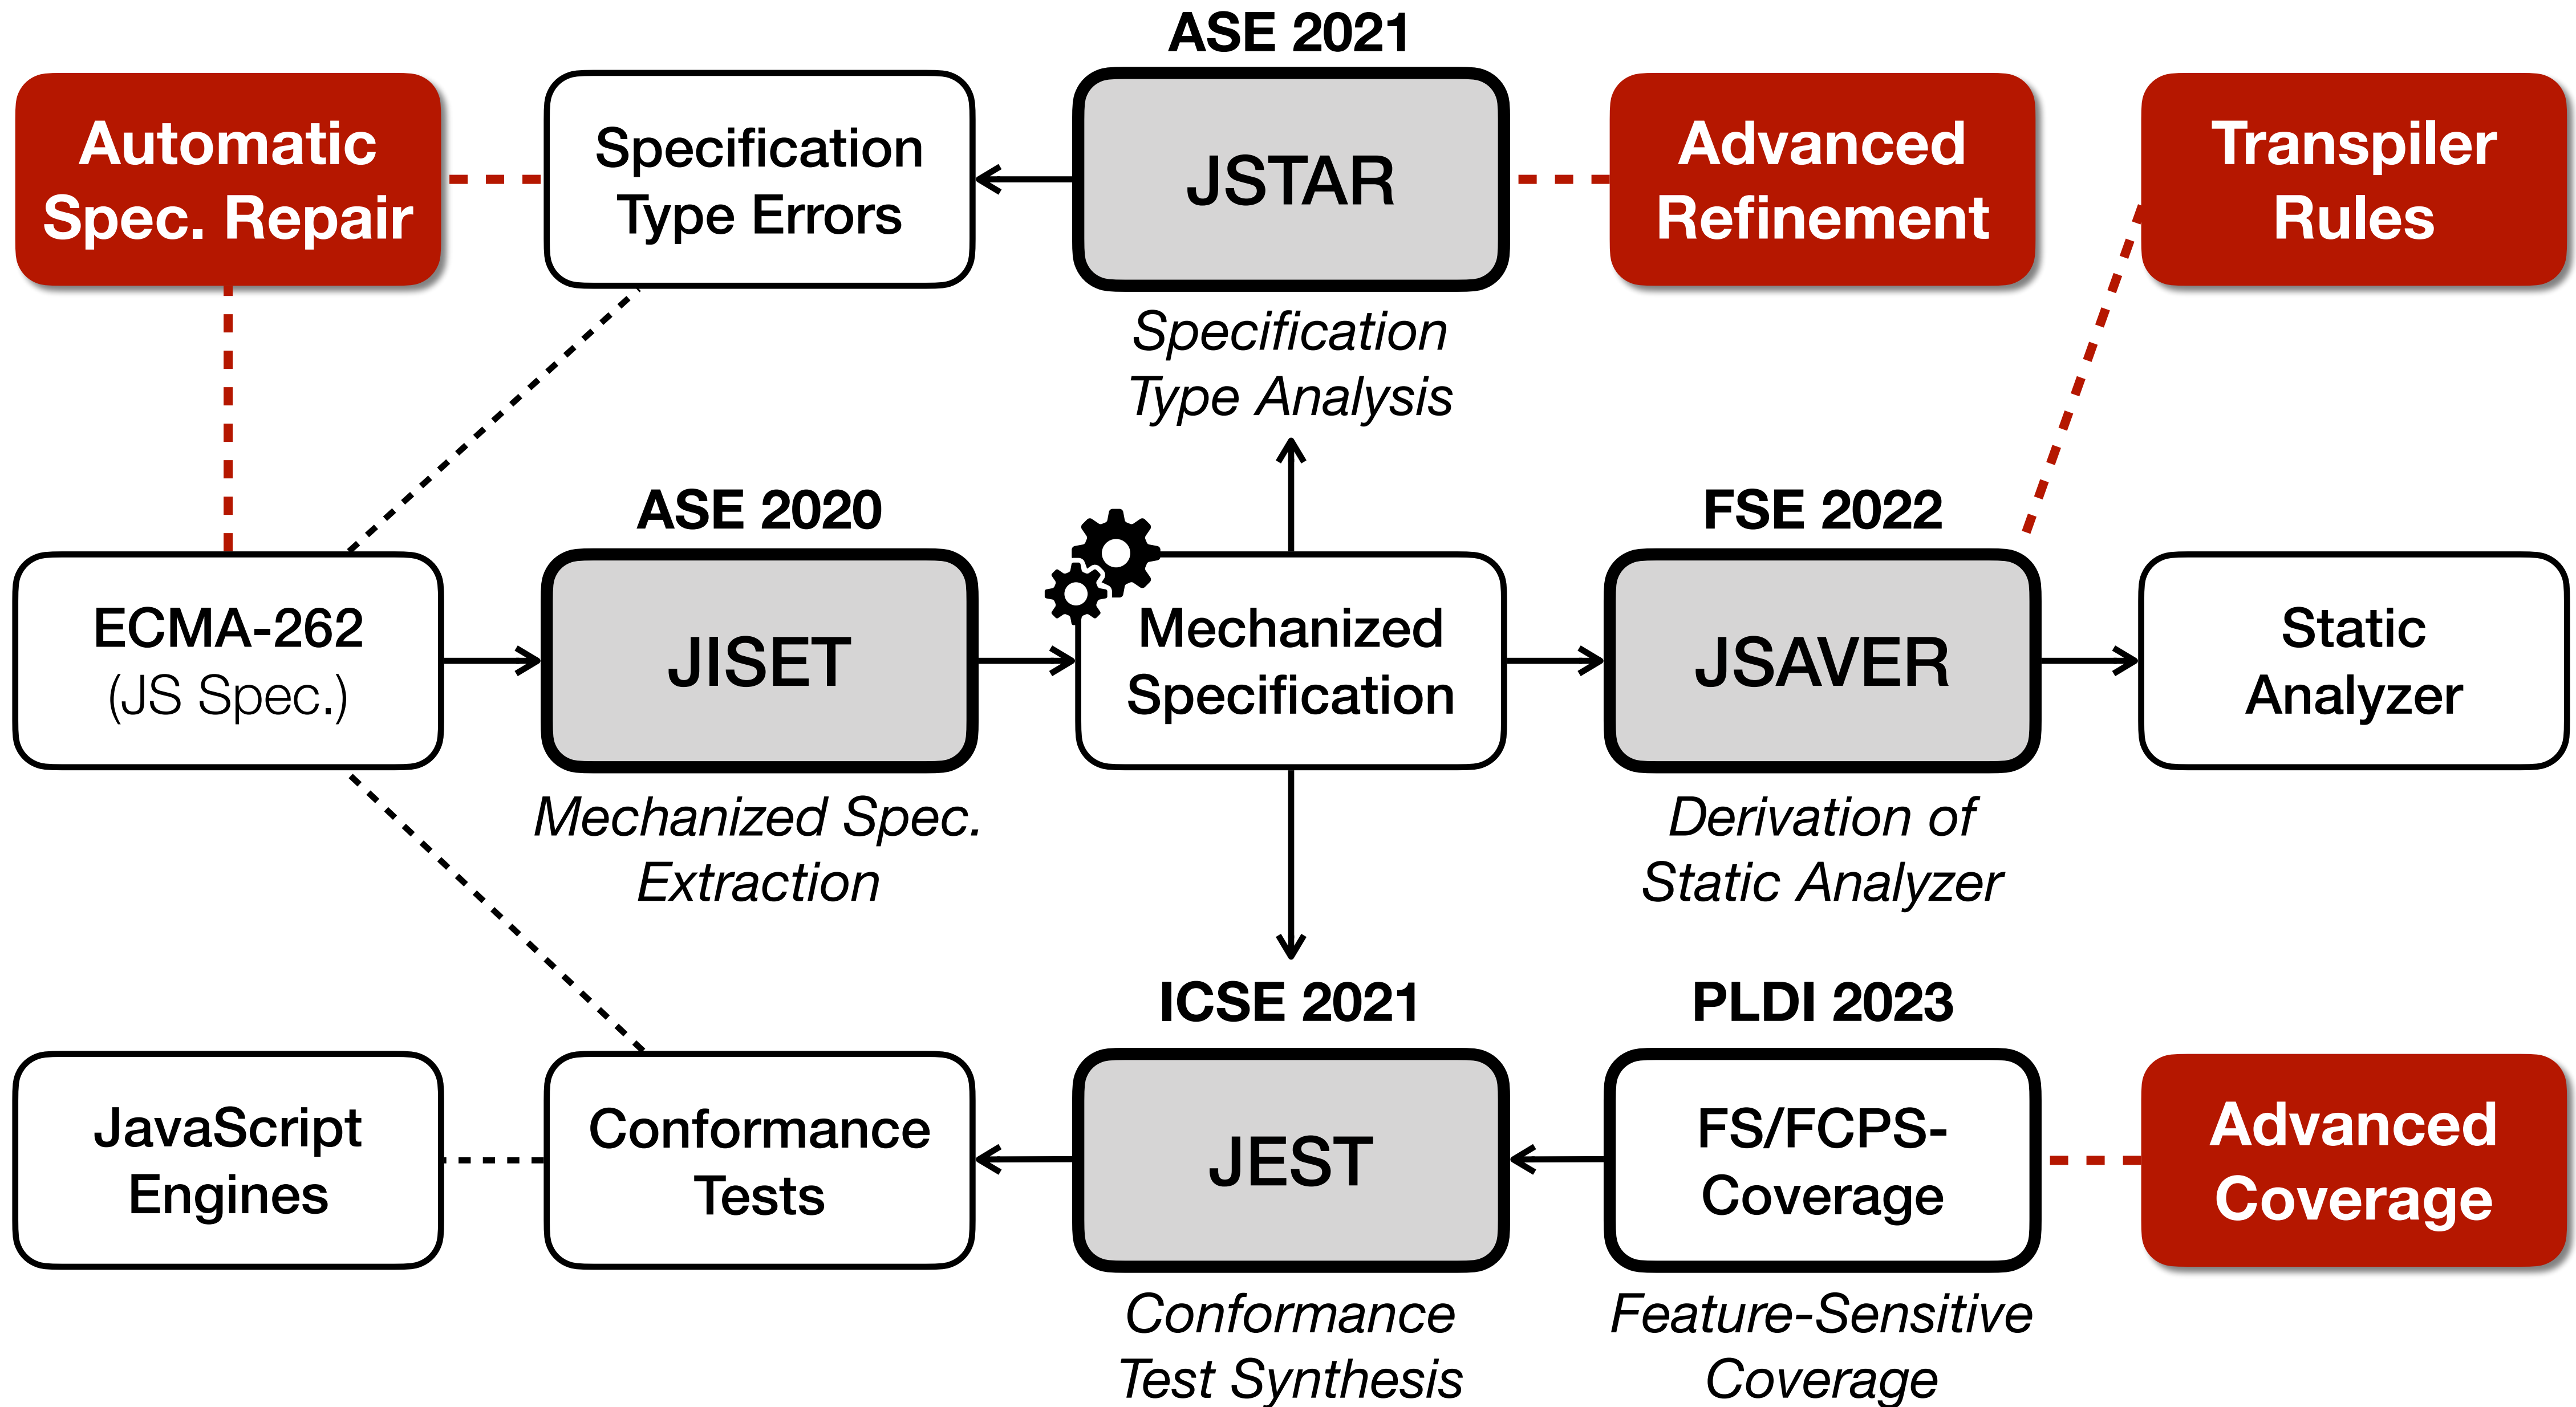 ASE 2021
Automatic
Spec. Repair
Specification
Type Errors
JSTAR
Advanced
Refinement
Transpiler
Rules
Specification
Type Analysis
ASE 2020
FSE 2022
ECMA-262
(JS Spec.)
JISET
Mechanized
Specification
JSAVER
Static
Analyzer
Mechanized Spec.
Extraction
Derivation of
Static Analyzer
ICSE 2021
PLDI 2023
JavaScript
Engines
Conformance
Tests
JEST
FS/FCPS-
Coverage
Advanced
Coverage
Conformance
Test Synthesis
Feature-Sensitive
Coverage